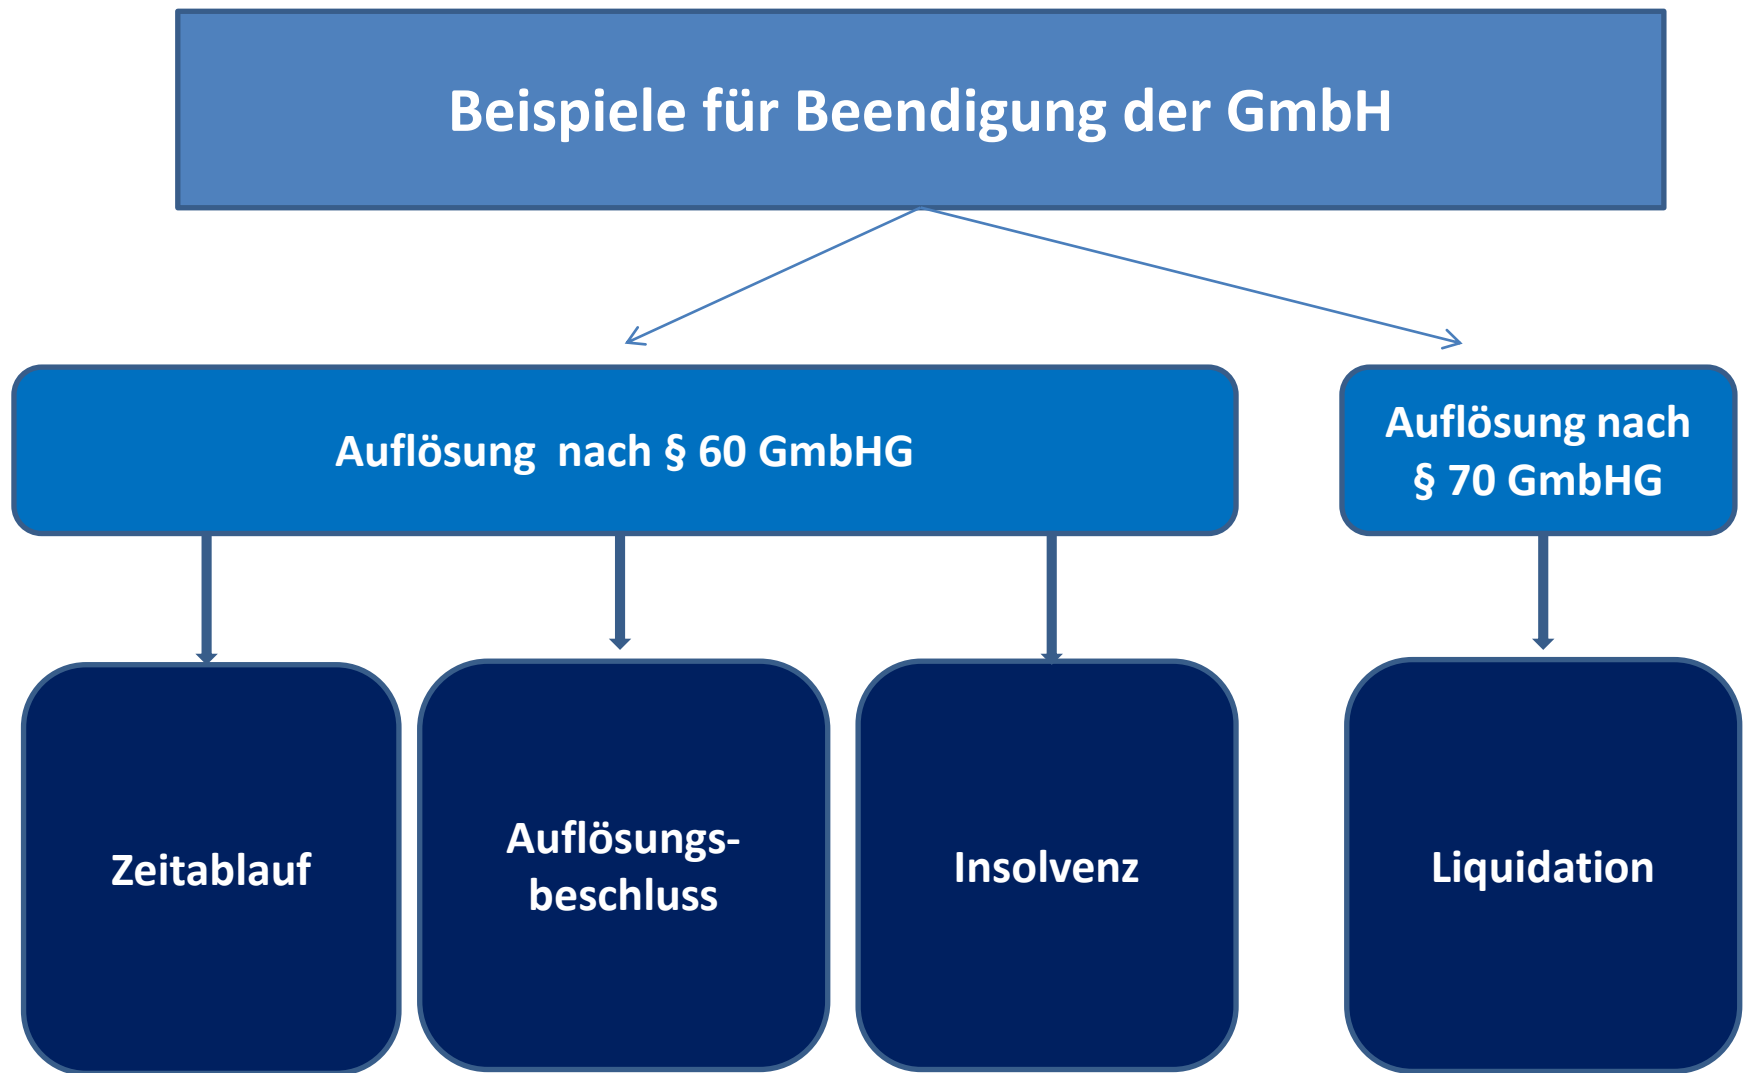 Beispiele für Beendigung der GmbH
Auflösung nach § 60 GmbHG
Auflösung nach
§ 70 GmbHG
Zeitablauf
Auflösungs-
beschluss
Insolvenz
Liquidation